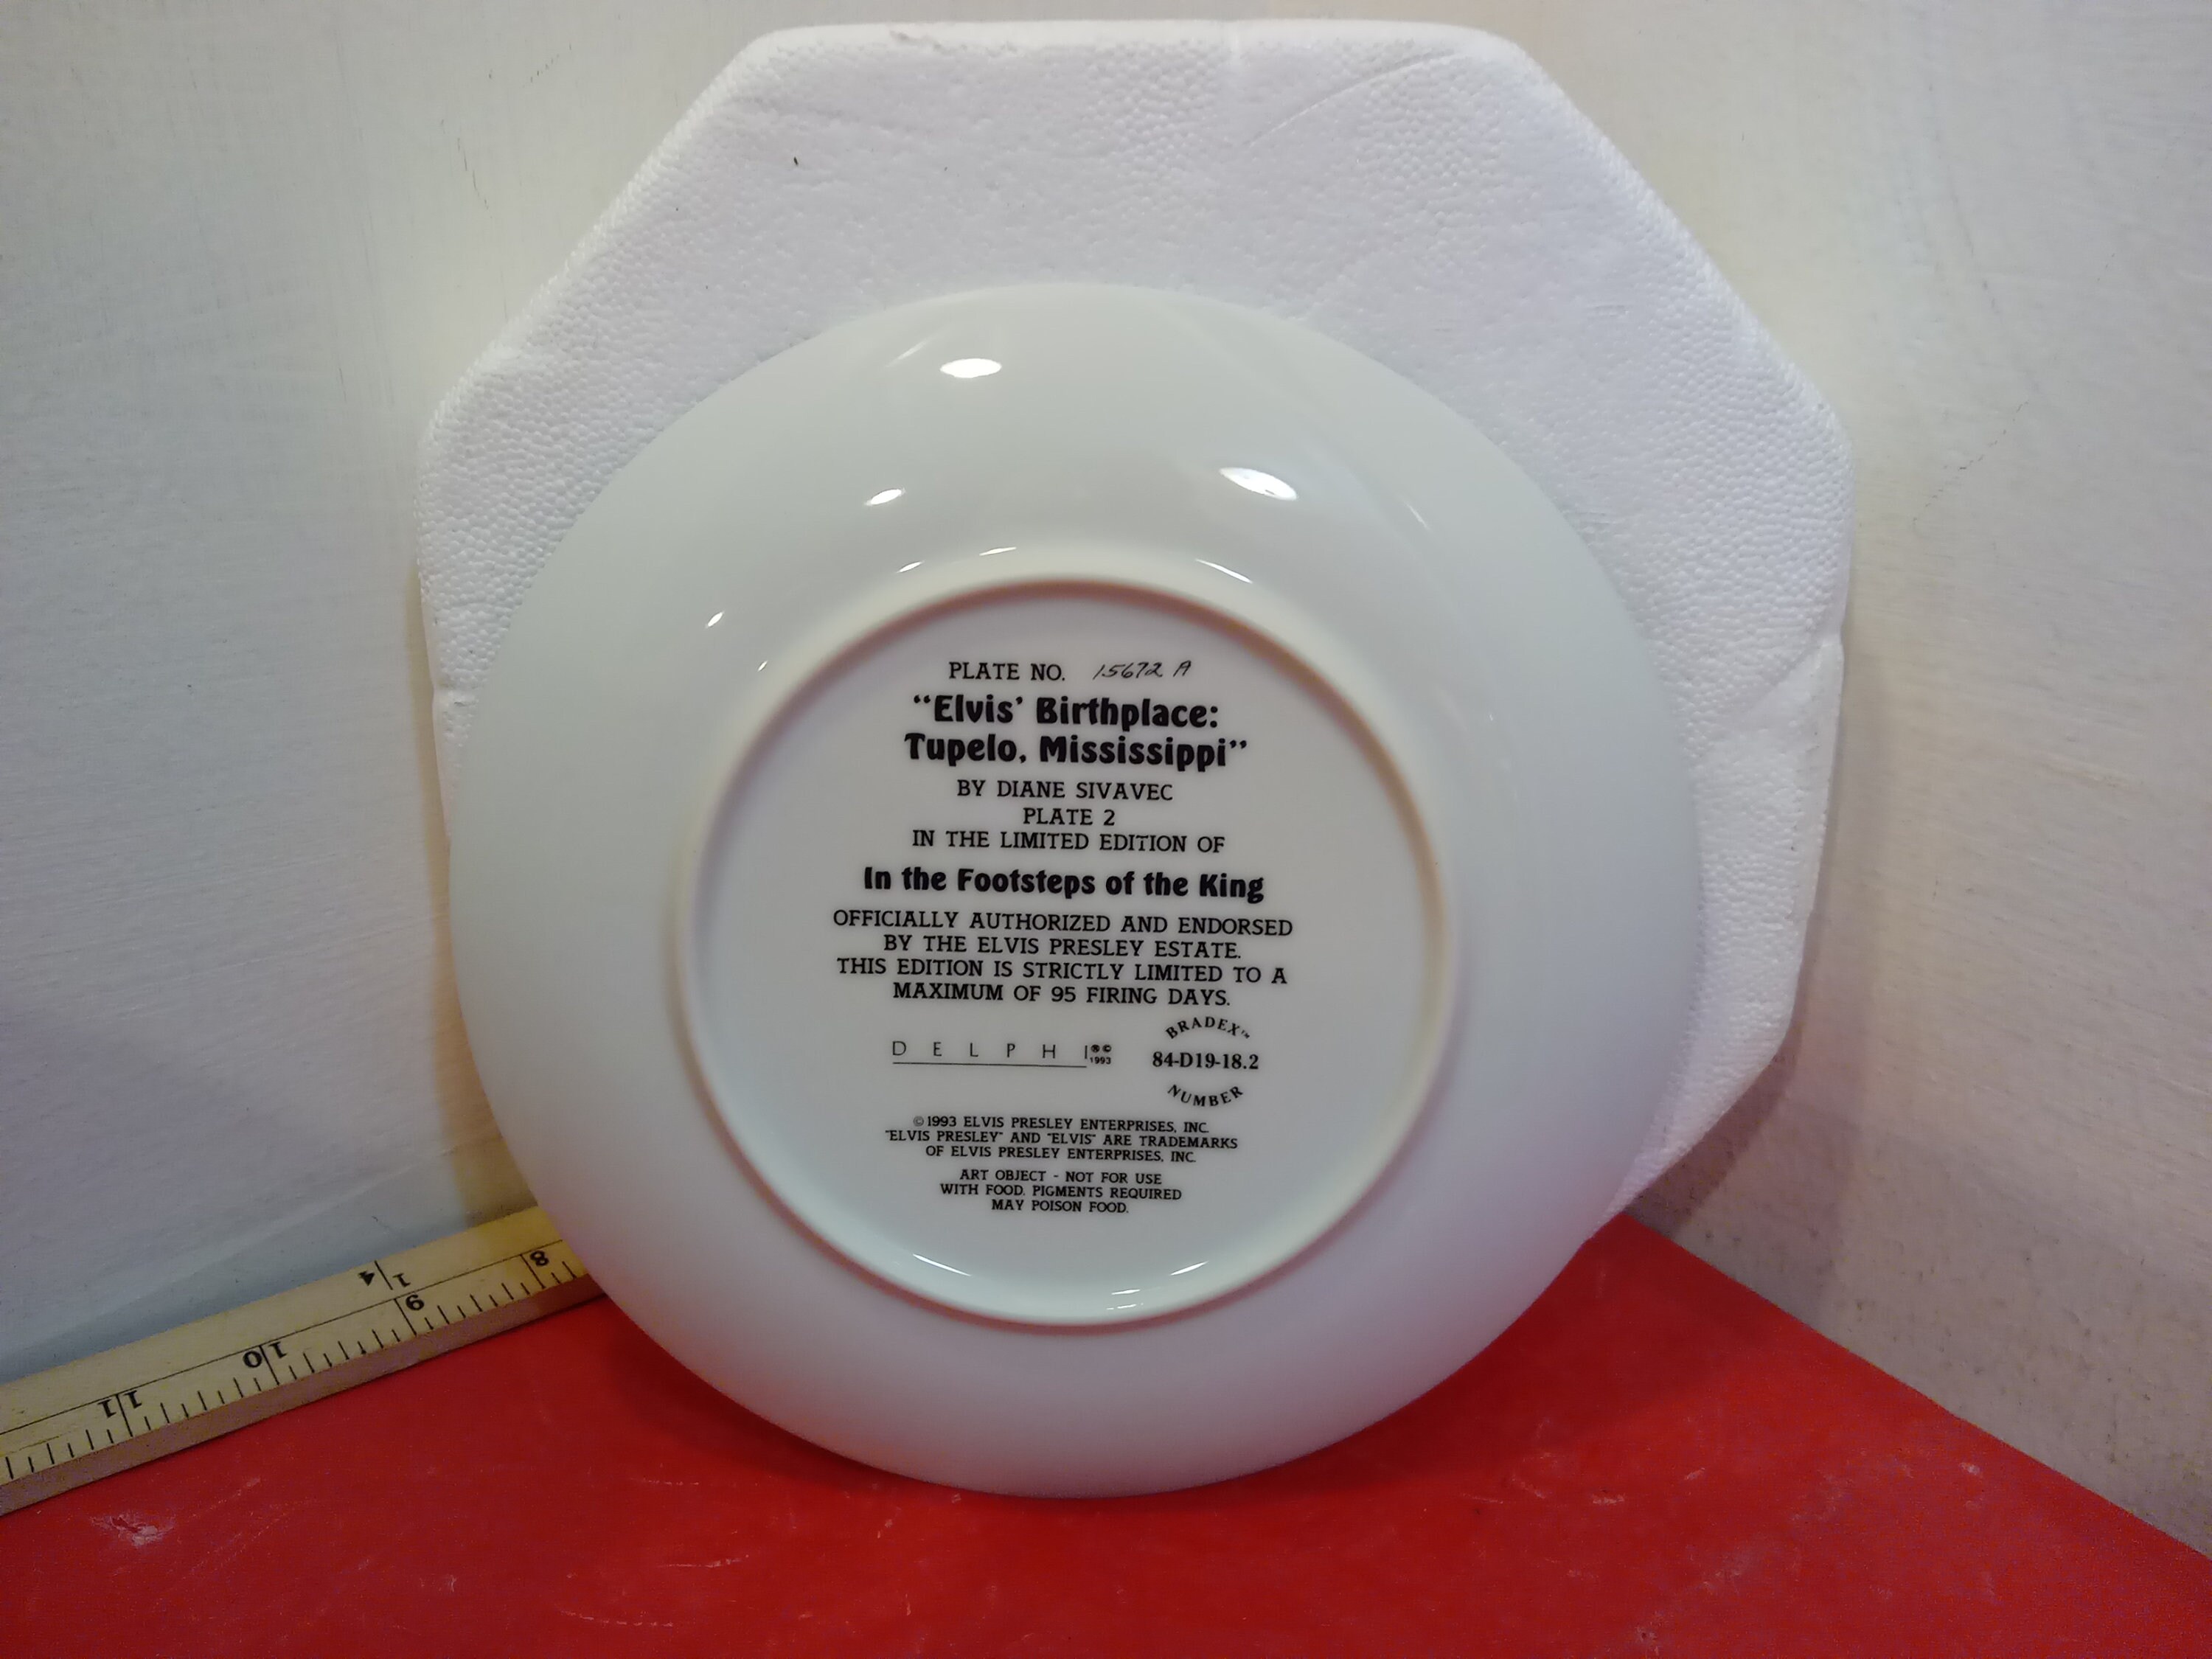 PLATE NO. 15672 A
“Elvis’ Birthplace:
Tupelo, Mississippi”
BY DIANE SIVAVEC
PLATE 2
IN THE LIMITED EDITION OF
In the Footsteps of the King
OFFICIALLY AUTHORIZED AND ENDORSED
BY THE ELVIS PRESLEY ESTATE.
THIS EDITION IS STRICTLY LIMITED TO A
MAXIMUM OF 95 FIRING DAYS.
DELPHI ®© 1993
BRADEX™
84-D19-18.2
NUMBER
© 1993 ELVIS PRESLEY ENTERPRISES, INC.
"ELVIS PRESLEY" AND "ELVIS" ARE TRADEMARKS
OF ELVIS PRESLEY ENTERPRISES, INC.
ART OBJECT - NOT FOR USE
WITH FOOD. PIGMENTS REQUIRED
MAY POISON FOOD.
11 10 9 8
1 4